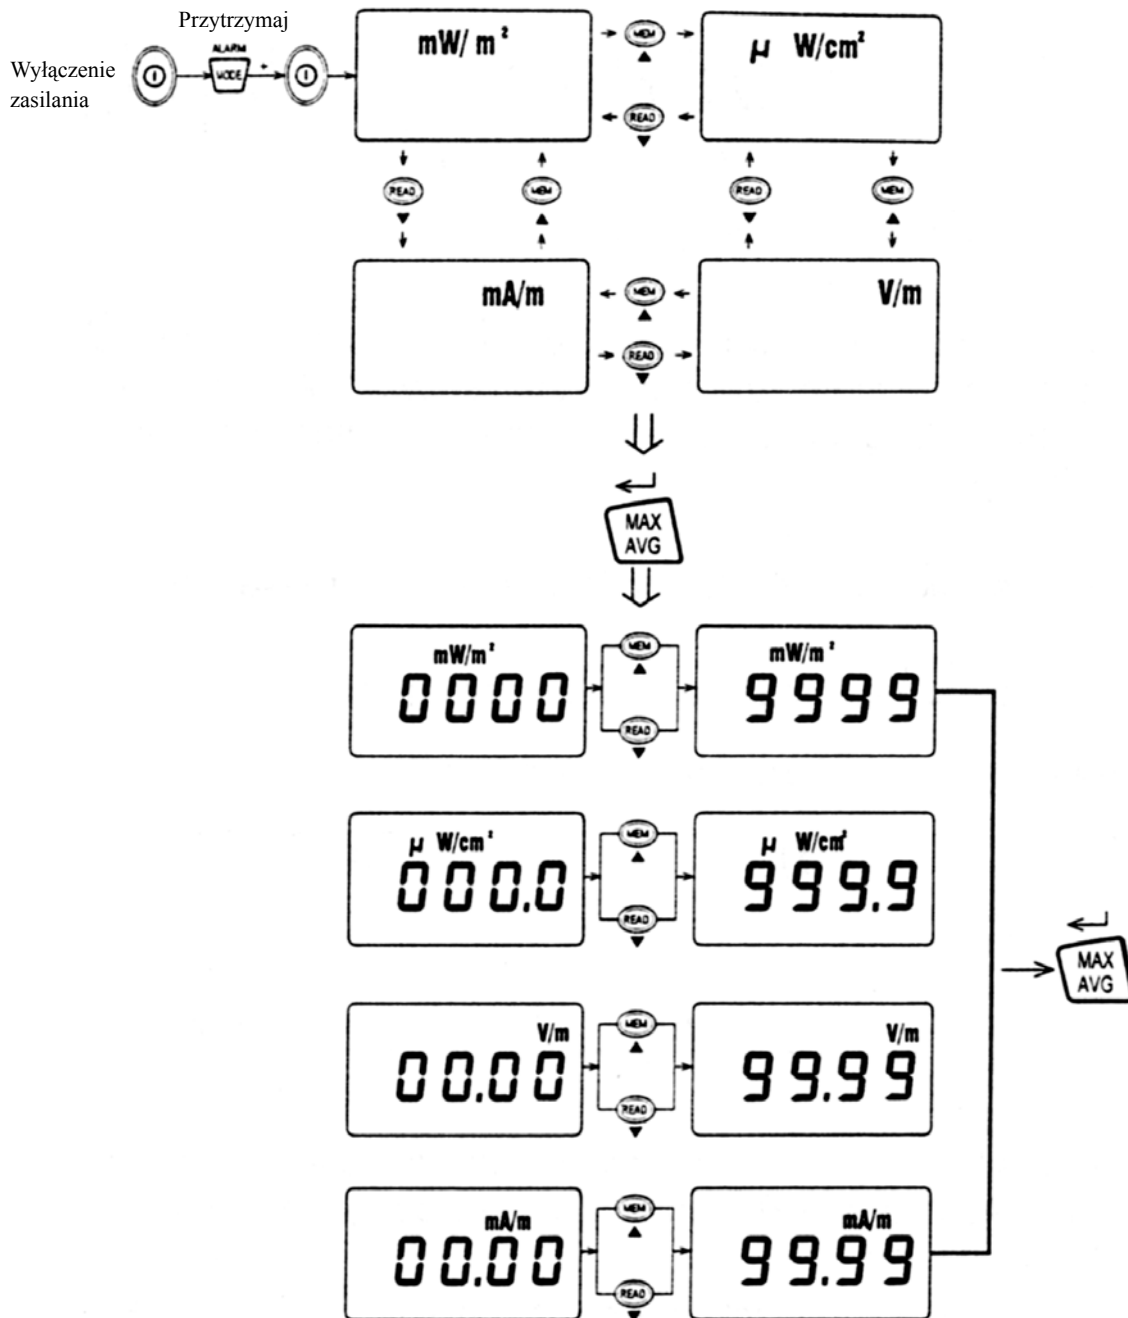 Przytrzymaj
Wyłączenie
zasilania
ALARM
MODE
+
mW/ m²
MEM
READ
μ W/cm²
READ
MEM
READ
MEM
mA/m
MEM
READ
V/m
MAX
AVG
mW/m²
0000
MEM
READ
mW/m²
9999
μ W/cm²
000.0
MEM
READ
μ W/cm²
999.9
MAX
AVG
V/m
00.00
MEM
READ
V/m
99.99
mA/m
00.00
MEM
READ
mA/m
99.99